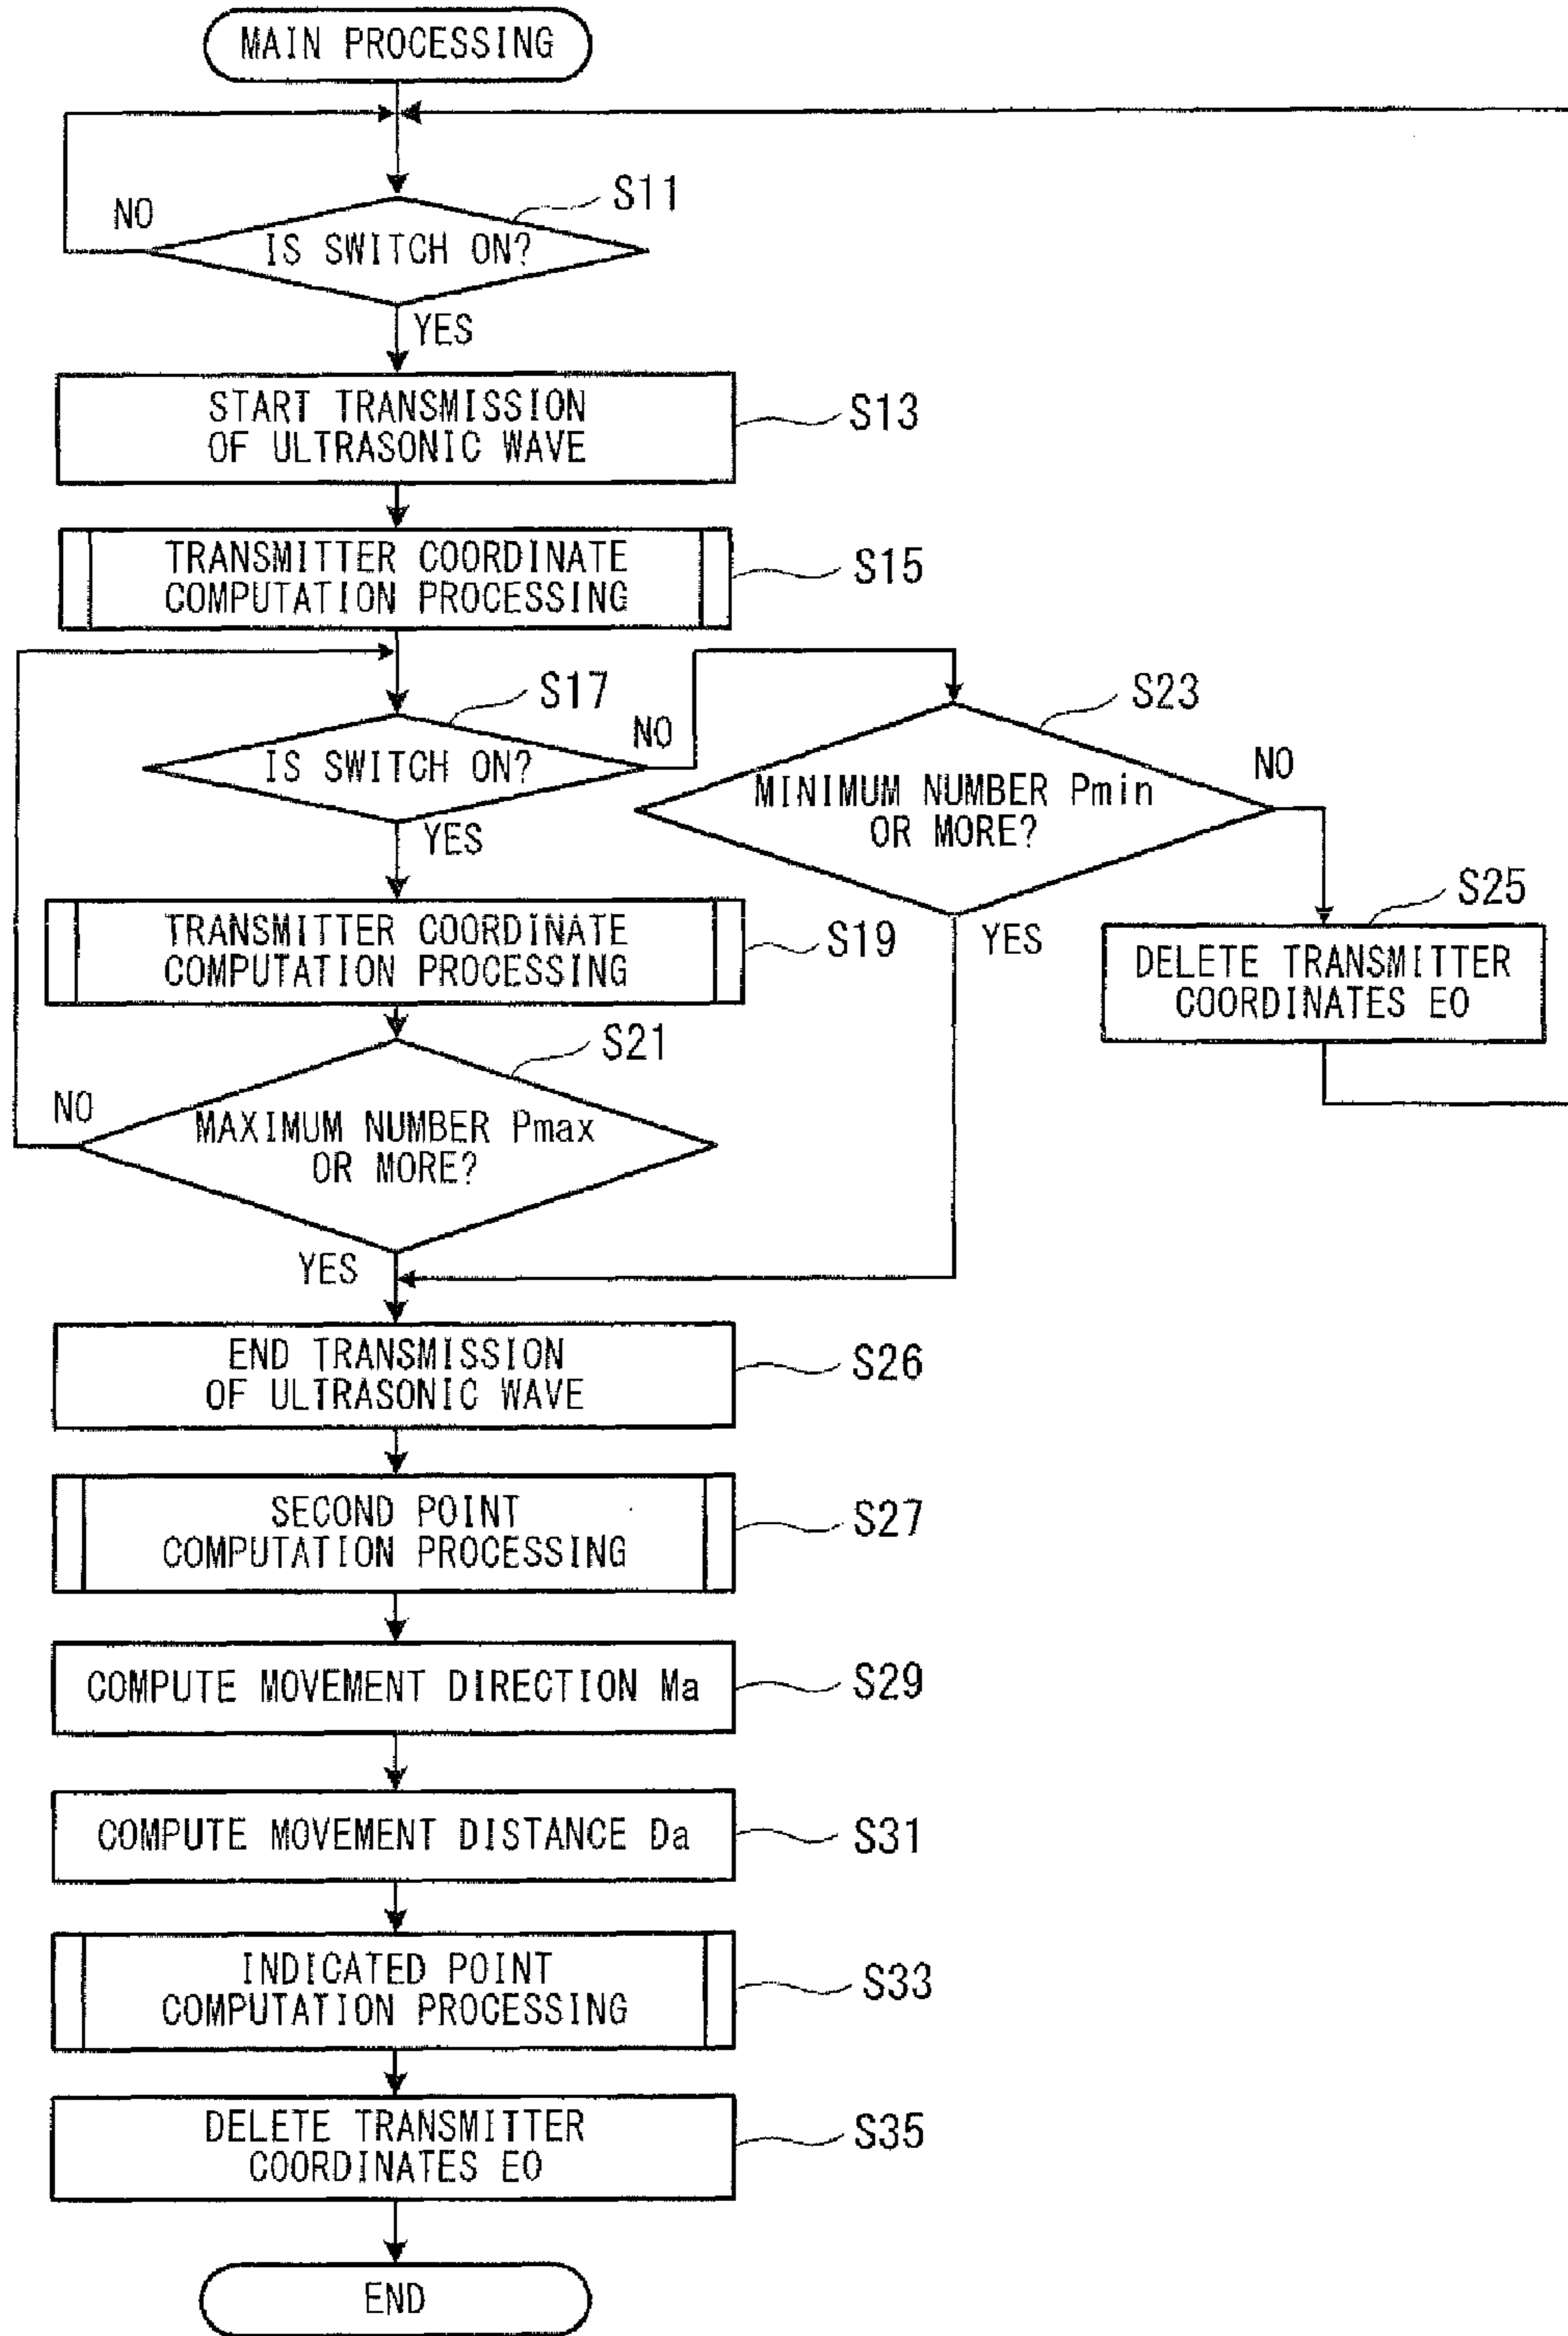 MAIN PROCESSING
S11
NO
IS SWITCH ON?
YES
START TRANSMISSION
OF ULTRASONIC WAVE
S13
TRANSMITTER COORDINATE
COMPUTATION PROCESSING
S15
S17
IS SWITCH ON?
NO
YES
S23
MINIMUM NUMBER Pmin
OR MORE?
NO
YES
S25
DELETE TRANSMITTER
COORDINATES EO
TRANSMITTER COORDINATE
COMPUTATION PROCESSING
S19
S21
NO
MAXIMUM NUMBER Pmax
OR MORE?
YES
END TRANSMISSION
OF ULTRASONIC WAVE
S26
SECOND POINT
COMPUTATION PROCESSING
S27
COMPUTE MOVEMENT DIRECTION Ma
S29
COMPUTE MOVEMENT DISTANCE Da
S31
INDICATED POINT
COMPUTATION PROCESSING
S33
DELETE TRANSMITTER
COORDINATES EO
S35
END